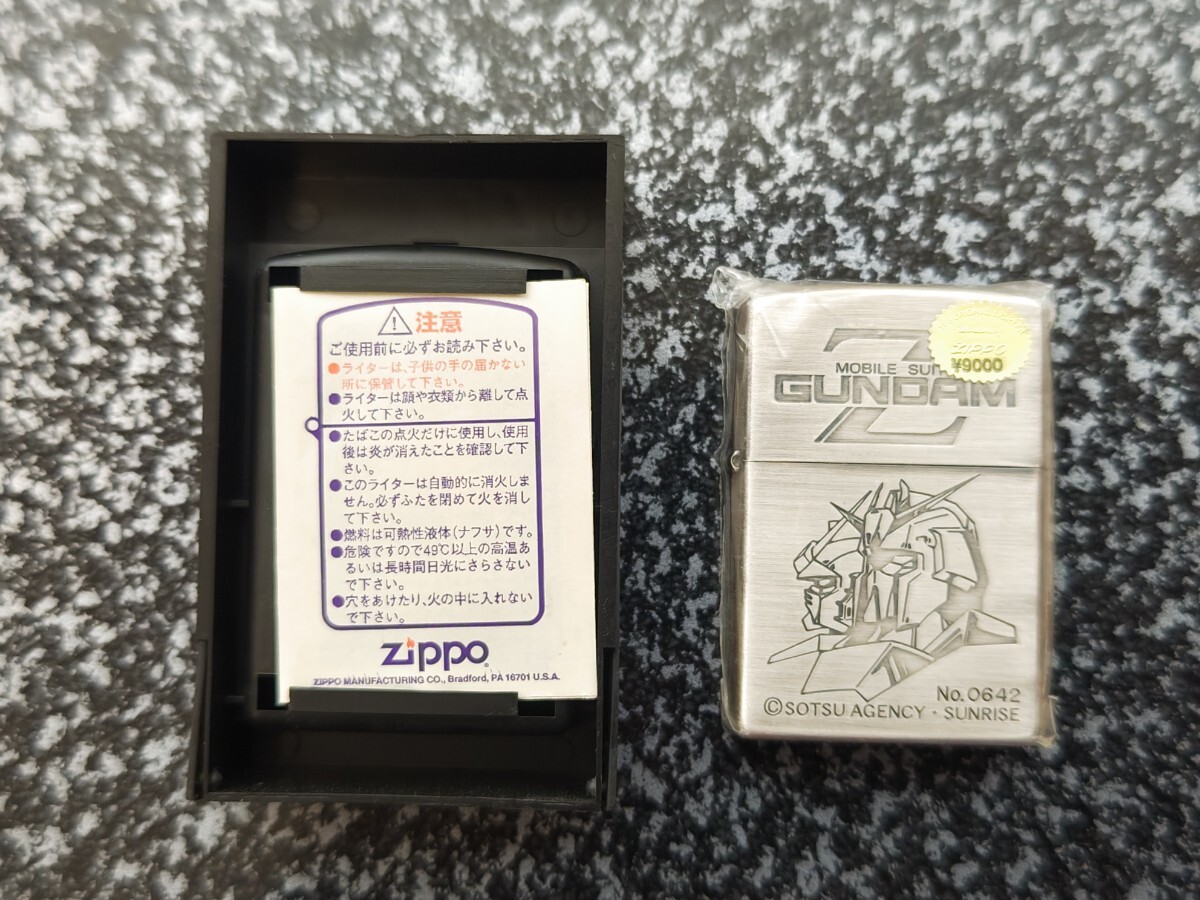 注意
ご使用前に必ずお読み下さい。
●ライターは、子供の手の届かない
所に保管して下さい。
●ライターは顔や衣類から離して点
火して下さい。
●たばこの点火だけに使用し、使用
後は炎が消えたことを確認して下
さい。
●このライターは自動的に消火しま
せん。必ずふたを閉めて火を消し
て下さい。
●燃料は可熱性液体(ナフサ)です。
●危険ですので49℃以上の高温あ
るいは長時間日光にさらさない
で下さい。
●穴をあけたり、火の中に入れない
で下さい。
zippo
ZIPPO MANUFACTURING CO., Bradford, PA 16701 U.S.A.
Z
MOBILE SUI
GUNDAM
ZIPPO
¥9000
No. 0642
©SOTSU AGENCY・SUNRISE